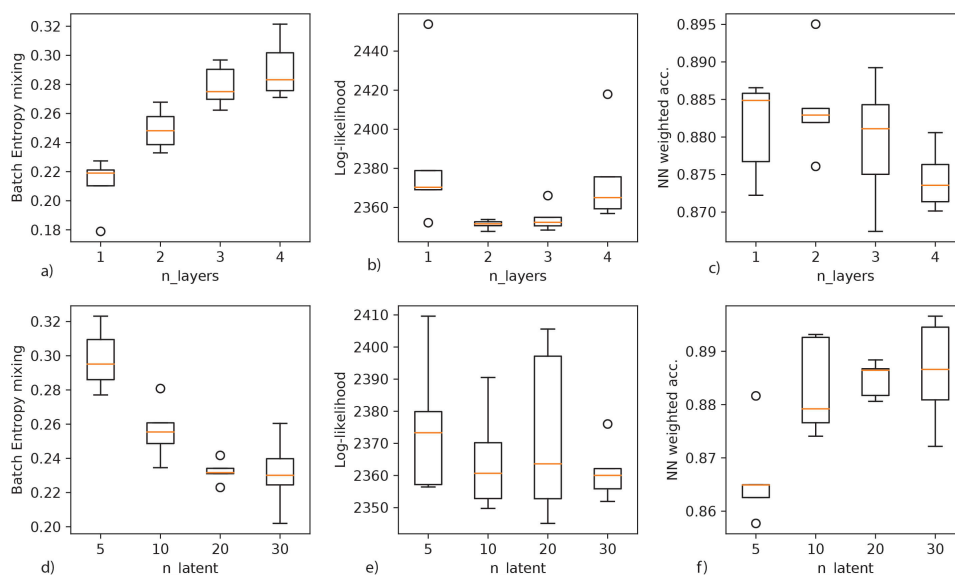 0.32
0.30
0.28
0.26
0.24
0.22
0.20
0.18
Batch Entropy mixing
1 2 3 4
n_layers
a)
2440
2420
2400
2380
2360
Log-likelihood
1 2 3 4
n_layers
b)
0.895
0.890
0.885
0.880
0.875
0.870
NN weighted acc.
1 2 3 4
n_layers
c)
0.32
0.30
0.28
0.26
0.24
0.22
0.20
Batch Entropy mixing
5 10 20 30
n_latent
d)
2410
2400
2390
2380
2370
2360
2350
Log-likelihood
5 10 20 30
n_latent
e)
0.89
0.88
0.87
0.86
NN weighted acc.
5 10 20 30
n_latent
f)